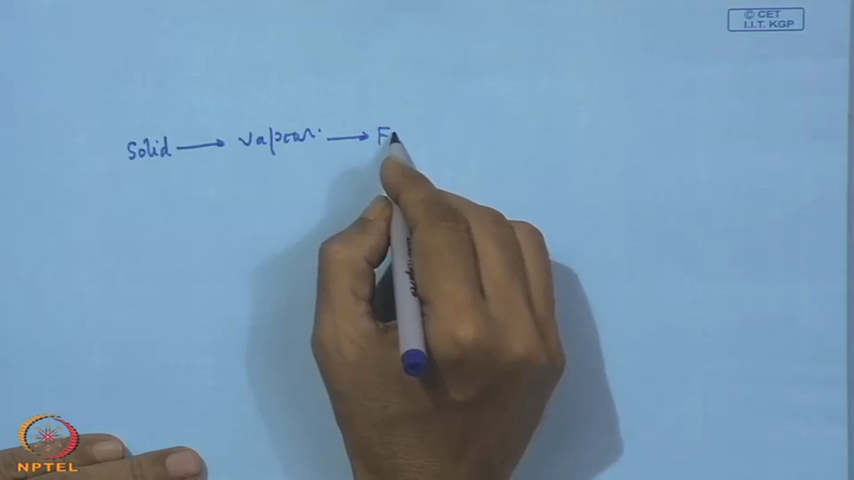 © CET
I.I.T. KGP
Solid → vapour → F
NPTEL